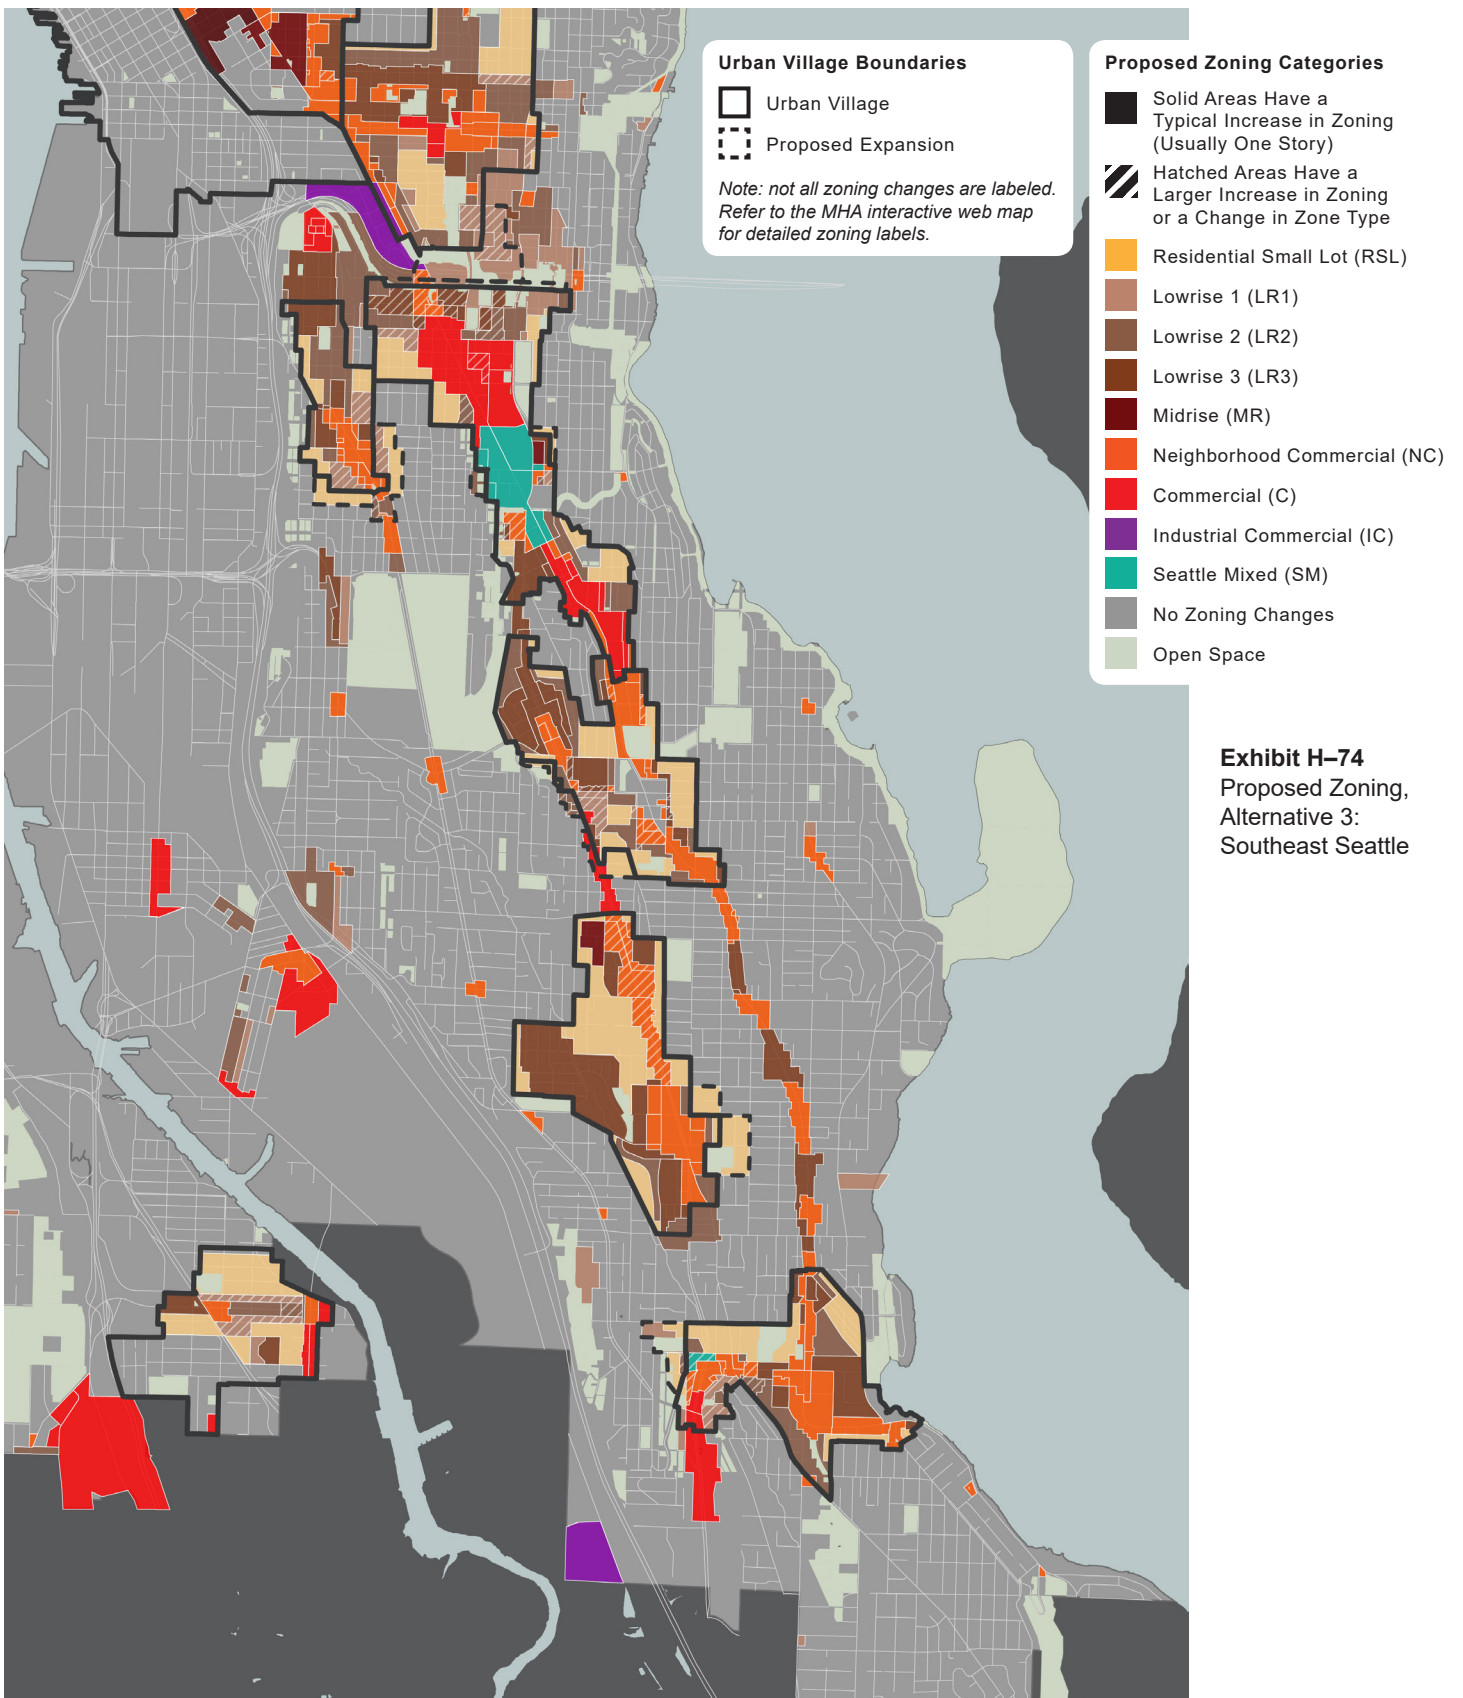 Urban Village Boundaries
Urban Village
Proposed Expansion
Note: not all zoning changes are labeled.
Refer to the MHA interactive web map
for detailed zoning labels.
Proposed Zoning Categories
Solid Areas Have a
Typical Increase in Zoning
(Usually One Story)
Hatched Areas Have a
Larger Increase in Zoning
or a Change in Zone Type
Residential Small Lot (RSL)
Lowrise 1 (LR1)
Lowrise 2 (LR2)
Lowrise 3 (LR3)
Midrise (MR)
Neighborhood Commercial (NC)
Commercial (C)
Industrial Commercial (IC)
Seattle Mixed (SM)
No Zoning Changes
Open Space
Exhibit H–74
Proposed Zoning,
Alternative 3:
Southeast Seattle